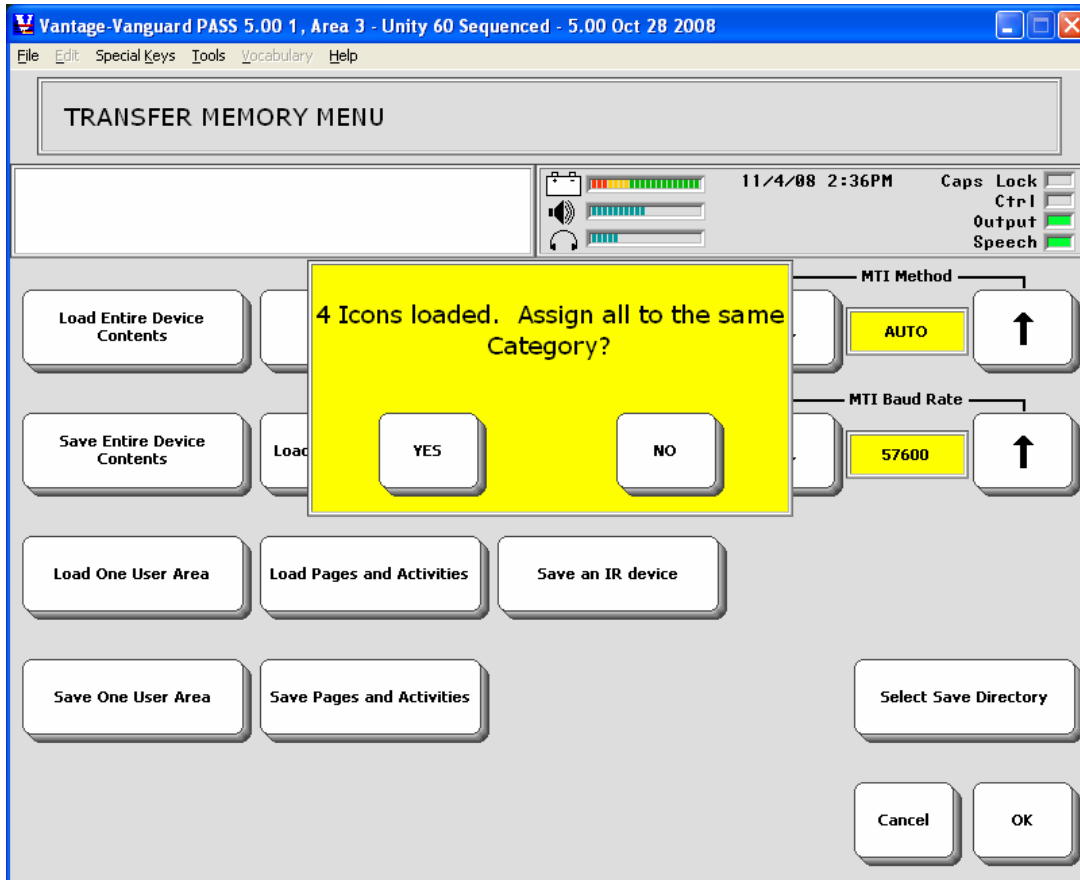 Vantage-Vanguard PASS 5.00 1, Area 3 - Unity 60 Sequenced - 5.00 Oct 28 2008
File Edit Special Keys Tools Vocabulary Help
TRANSFER MEMORY MENU
11/4/08 2:36PM Caps Lock
Ctrl
Output
Speech
MTI Method
4 Icons loaded. Assign all to the same
Category?
Load Entire Device
Contents
AUTO
MTI Baud Rate
Save Entire Device
Contents
Load
YES
NO
57600
Load One User Area
Load Pages and Activities
Save an IR device
Save One User Area
Save Pages and Activities
Select Save Directory
Cancel
OK